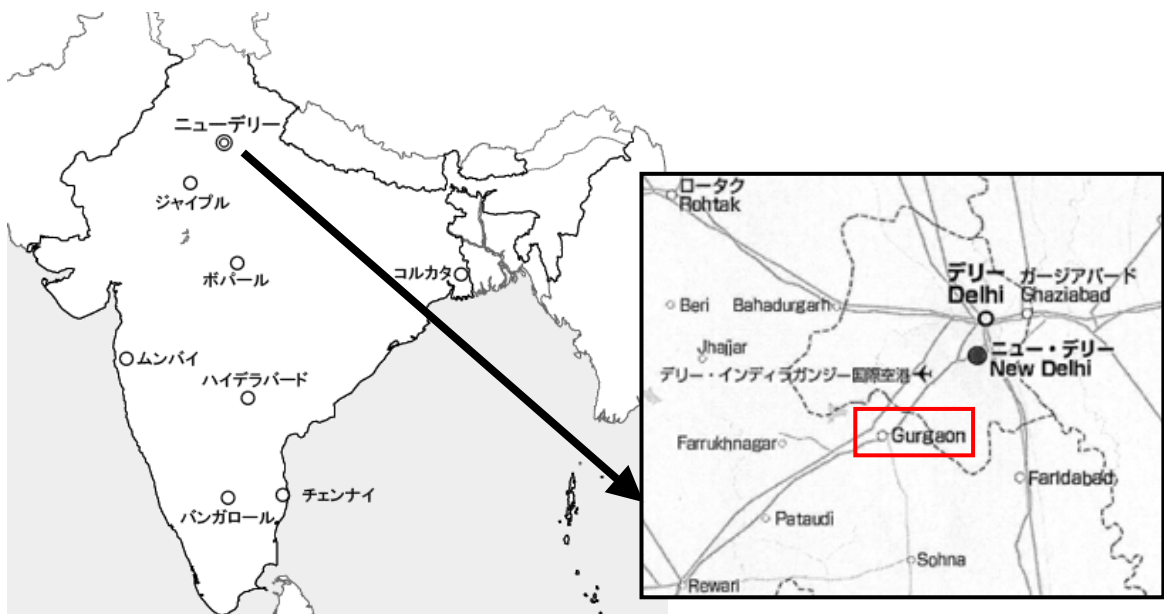 ニューデリー
ジャイプル
ボパール
コルカタ
ムンバイ
ハイデラバード
バンガロール
チェンナイ
ロータク
Rohtak
デリー
Delhi
ガージアバード
Ghaziabad
Beri
Bahadurgarh
Jhajjar
ニュー・デリー
New Delhi
デリー・インディラガンジー国際空港
Gurgaon
Farrukhnagar
Faridabad
Pataudi
Sohna
Rewari